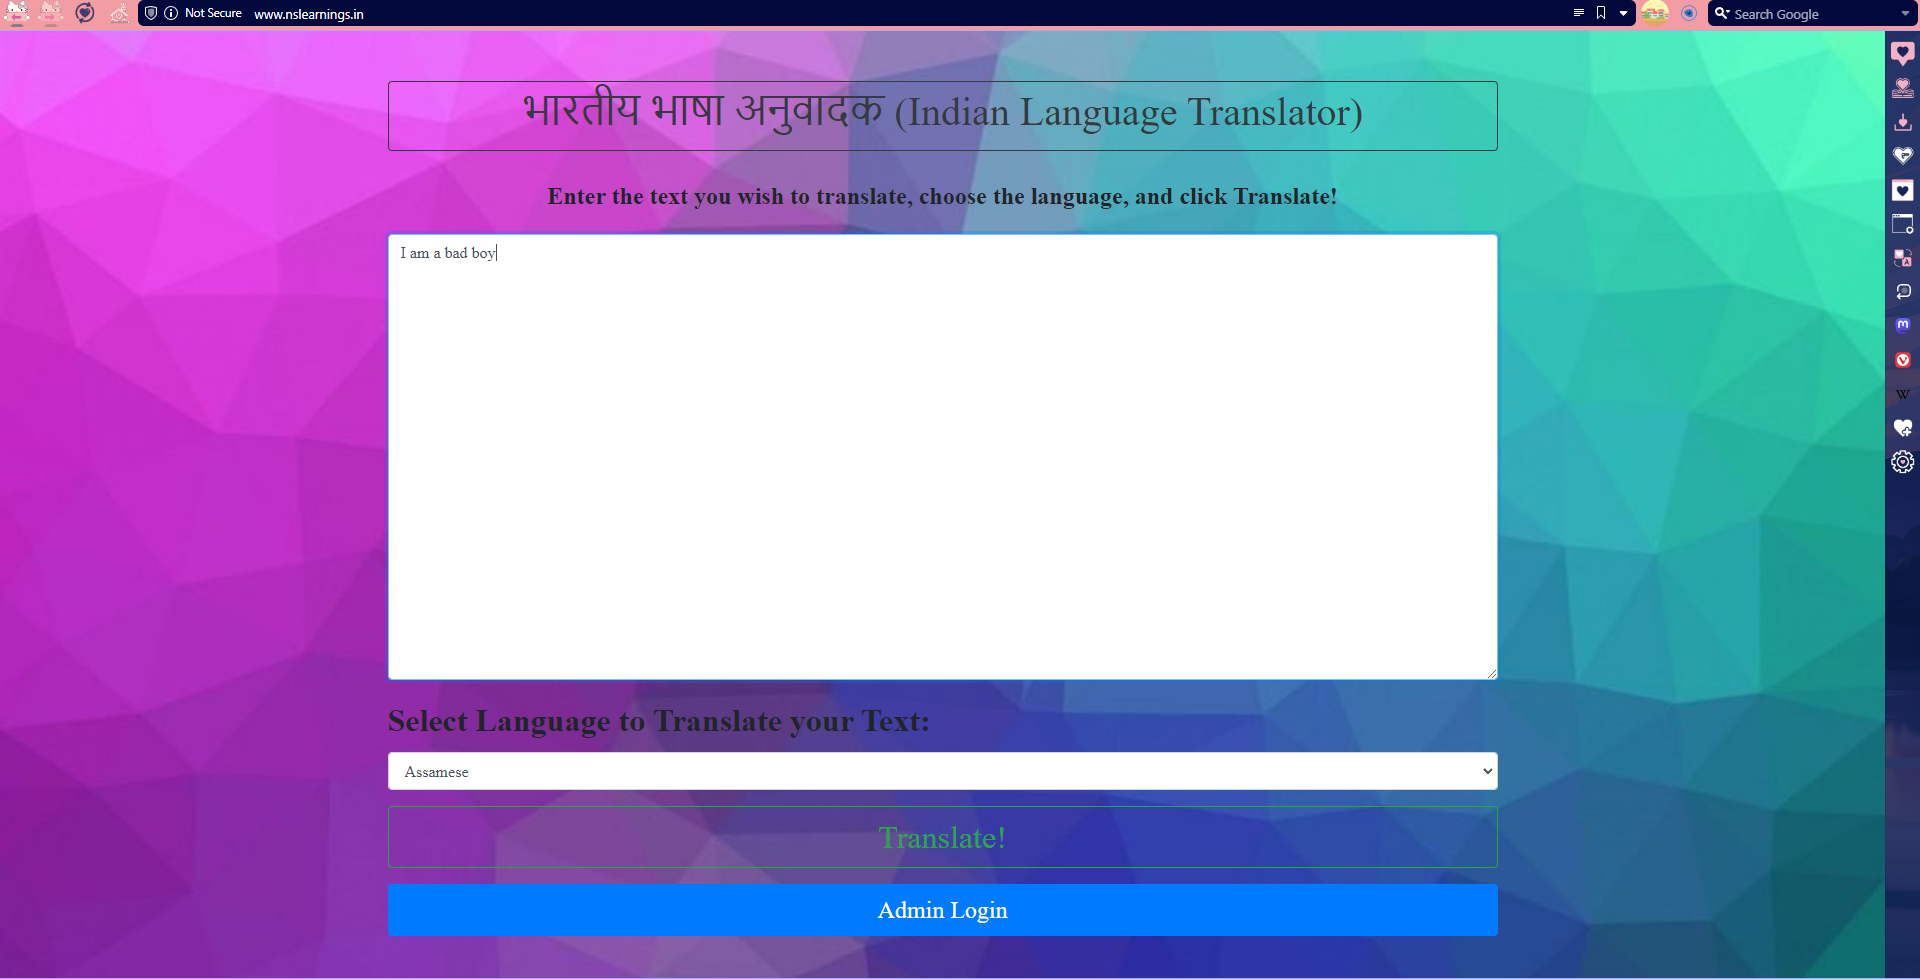 Not Secure www.nslearnings.in
Search Google
भारतीय भाषा अनुवादक (Indian Language Translator)
Enter the text you wish to translate, choose the language, and click Translate!
I am a bad boy
Select Language to Translate your Text:
Assamese
Translate!
Admin Login